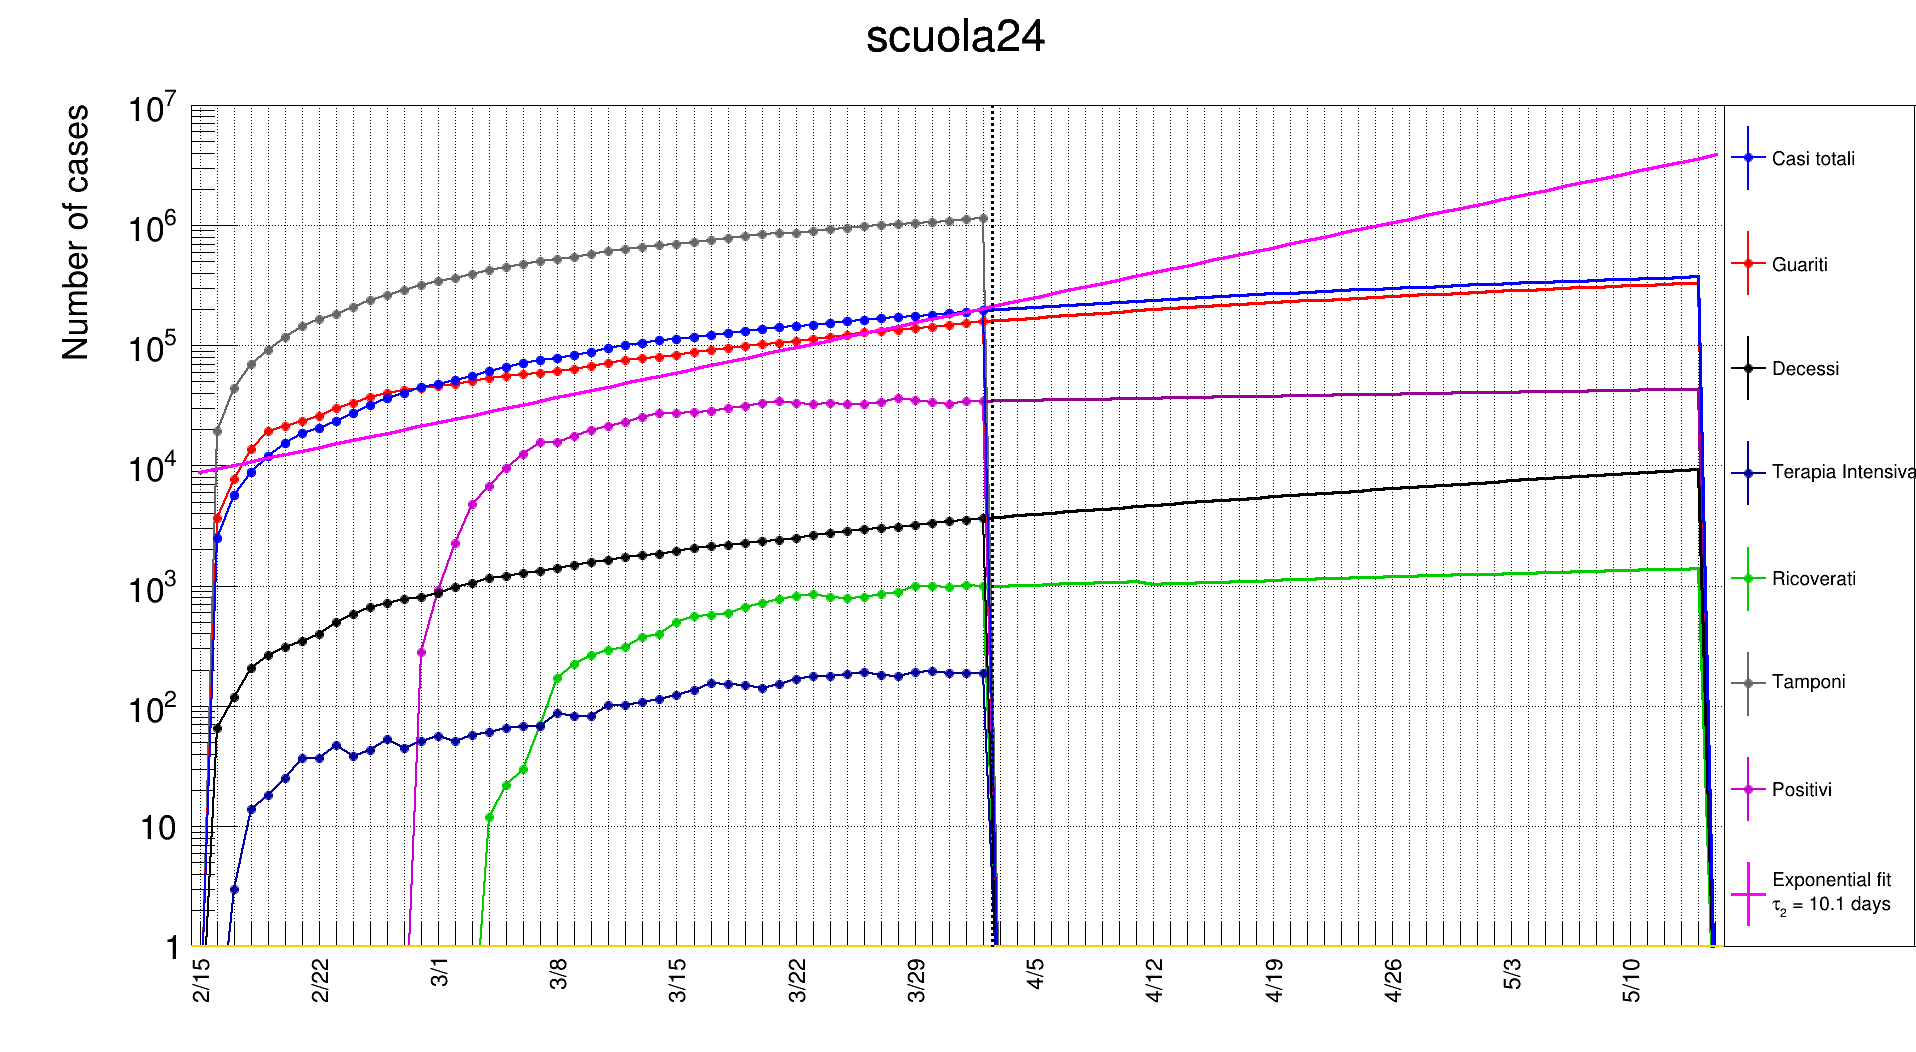 scuola24
Number of cases
10^7
10^6
10^5
10^4
10^3
10^2
10
1
2/15
2/22
3/1
3/8
3/15
3/22
3/29
4/5
4/12
4/19
4/26
5/3
5/10
Casi totali
Guariti
Decessi
Terapia Intensiva
Ricoverati
Tamponi
Positivi
Exponential fit
τ_2 = 10.1 days